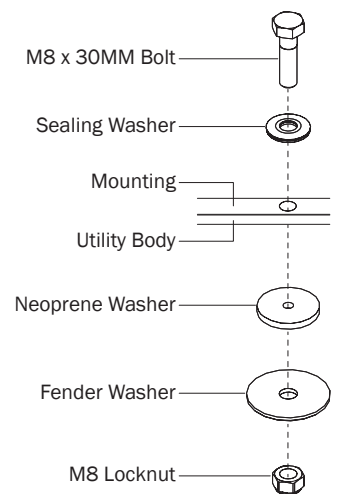 M8 x 30MM Bolt
Sealing Washer
Mounting
Utility Body
Neoprene Washer
Fender Washer
M8 Locknut